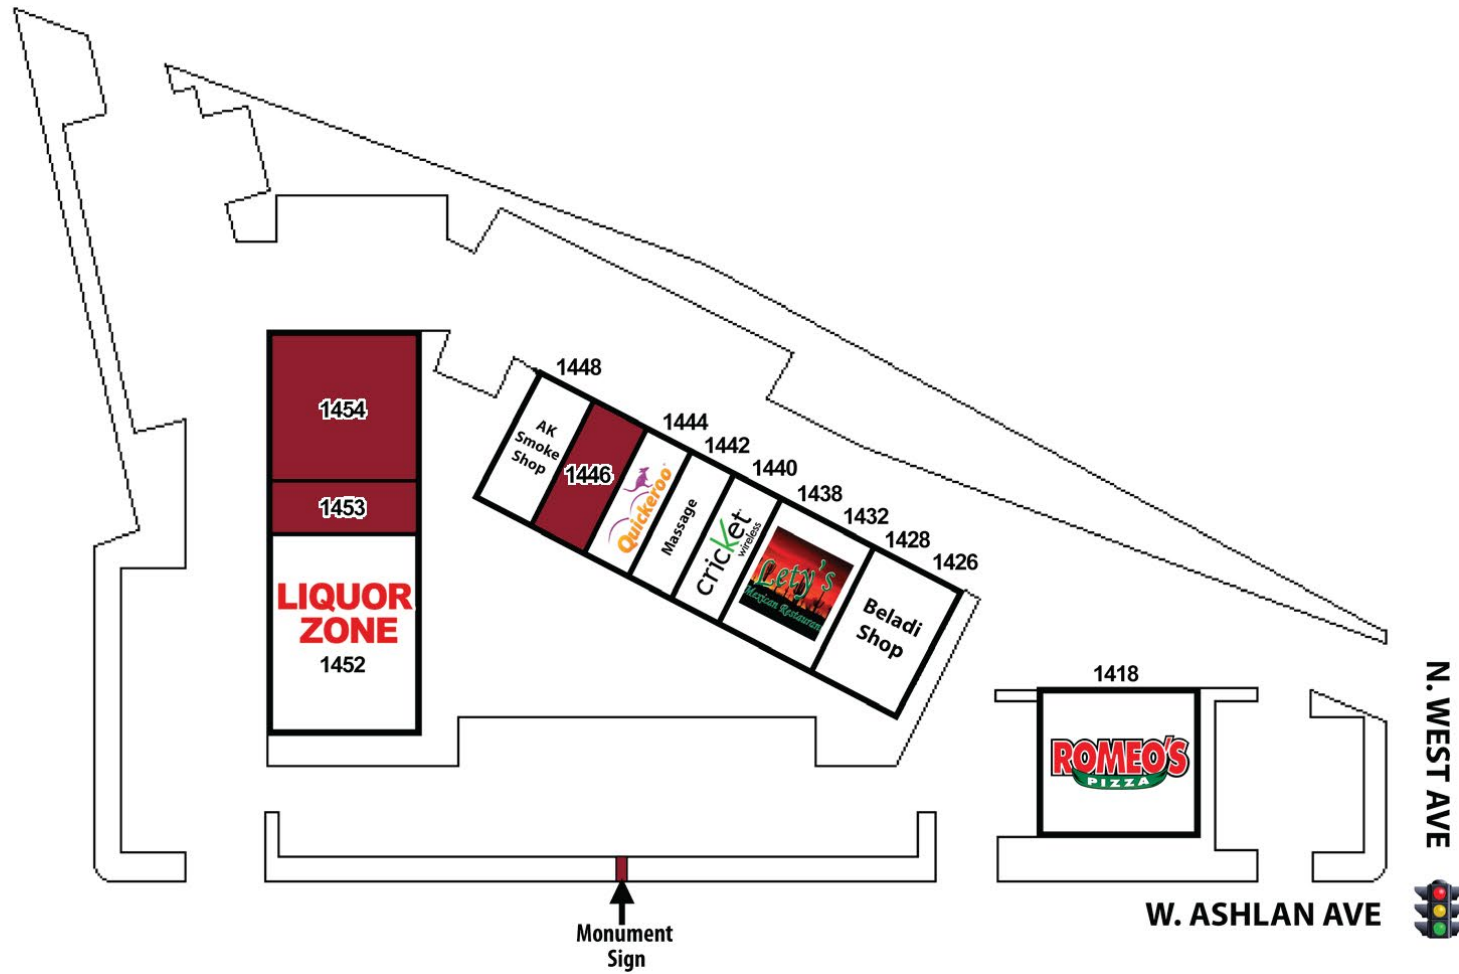 1448
AK
Smoke
Shop
1446
1444
Quickeroo
1442
Massage
1440
cricket
wireless
1438
1432
Lety's
Mexican Restaurant
1428
1426
Beladi
Shop
1454
1453
LIQUOR
ZONE
1452
1418
ROMEO'S
PIZZA
N. WEST AVE
W. ASHLAN AVE
Monument
Sign